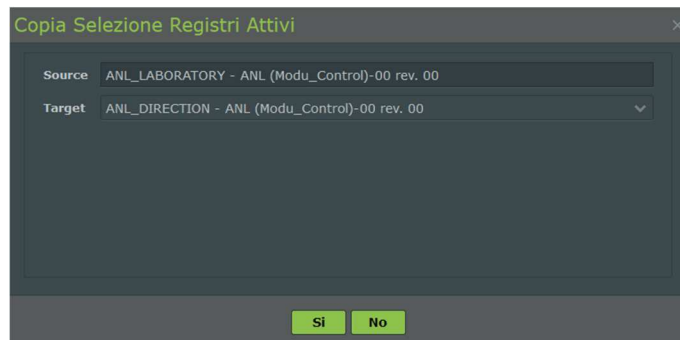 Copia Selezione Registri Attivi
Source ANL_LABORATORY - ANL (Modu_Control)-00 rev. 00
Target ANL_DIRECTION - ANL (Modu_Control)-00 rev. 00
Si No